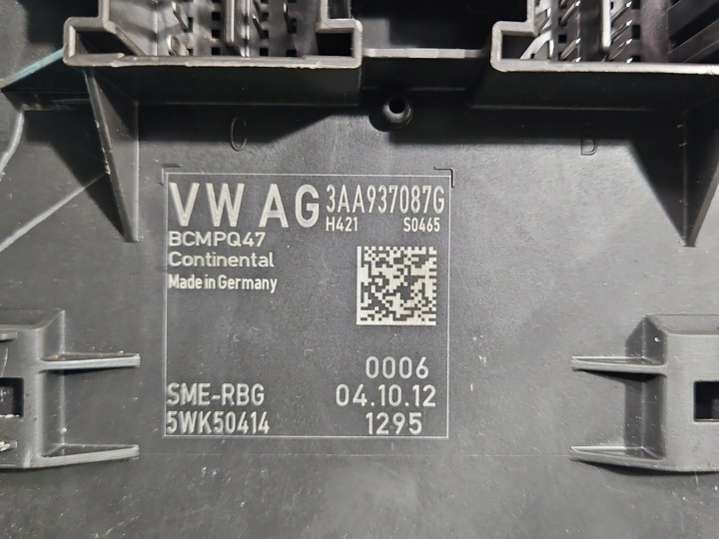 C
VW AG 3AA937087G
H421 S0465
BCMPQ47
Continental
Made in Germany
0006
SME-RBG 04.10.12
5WK50414 1295